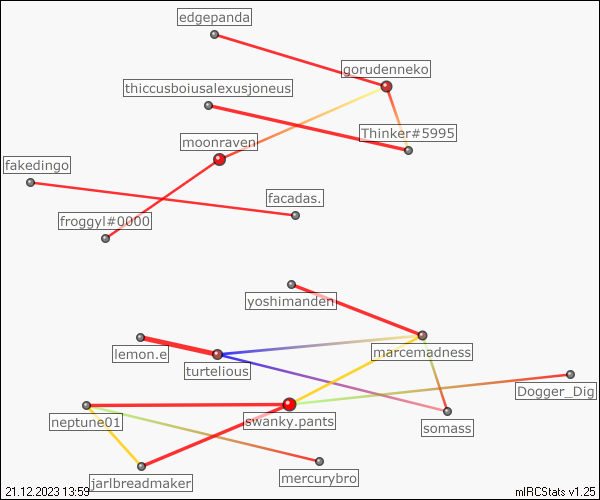 edgepanda
gorudenneko
thiccusboiusalexusjoneus
Thinker#5995
moonraven
fakedingo
facadas.
froggyl#0000
yoshimanden
lemon.e
marcemadness
turtelious
Dogger_Dig
neptune01
swanky.pants
somass
jarlbreadmaker
mercurybro
21.12.2023 13:59
mIRCStats v1.25